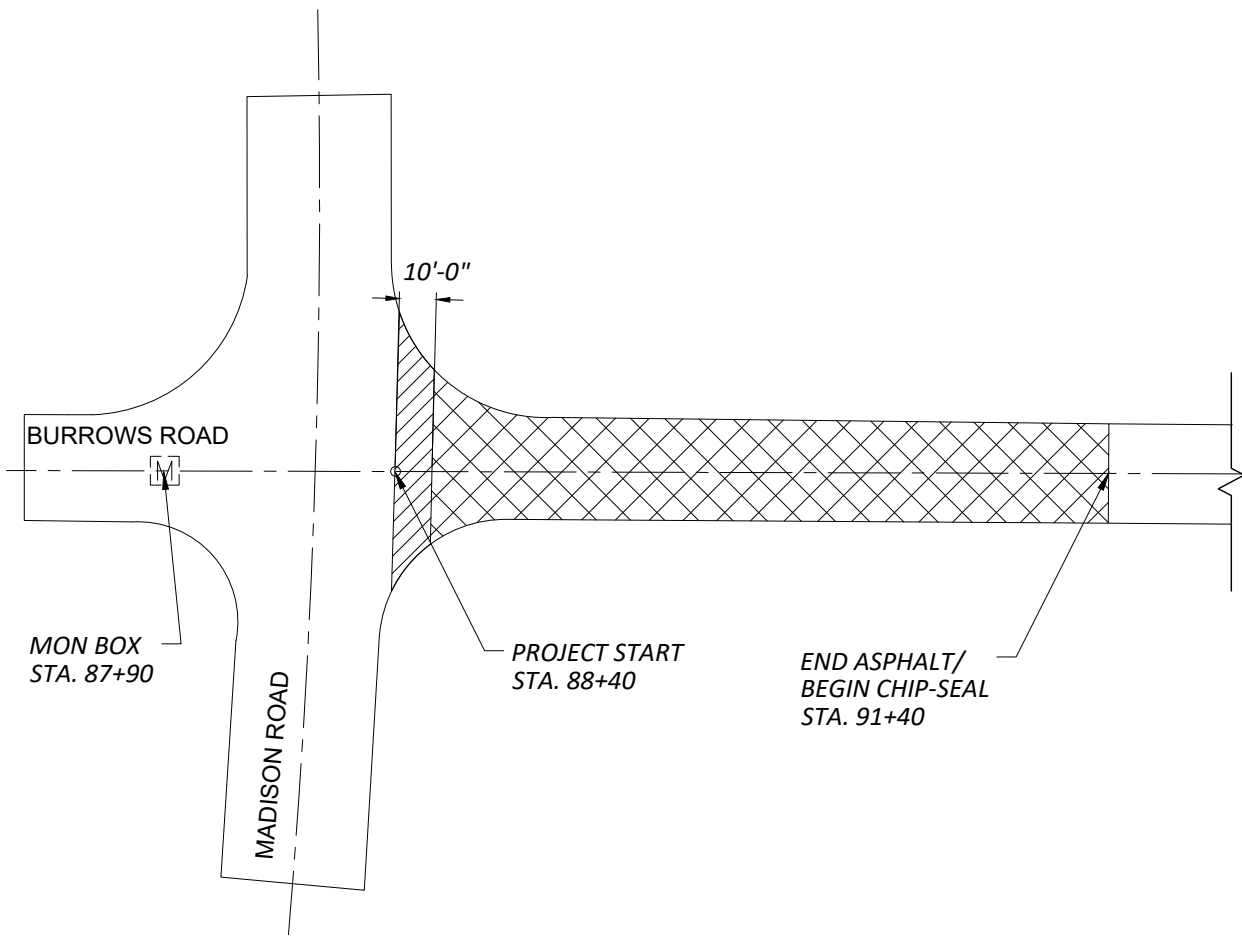 10'-0"
BURROWS ROAD
M
MON BOX
STA. 87+90
MADISON ROAD
PROJECT START
STA. 88+40
END ASPHALT/
BEGIN CHIP-SEAL
STA. 91+40